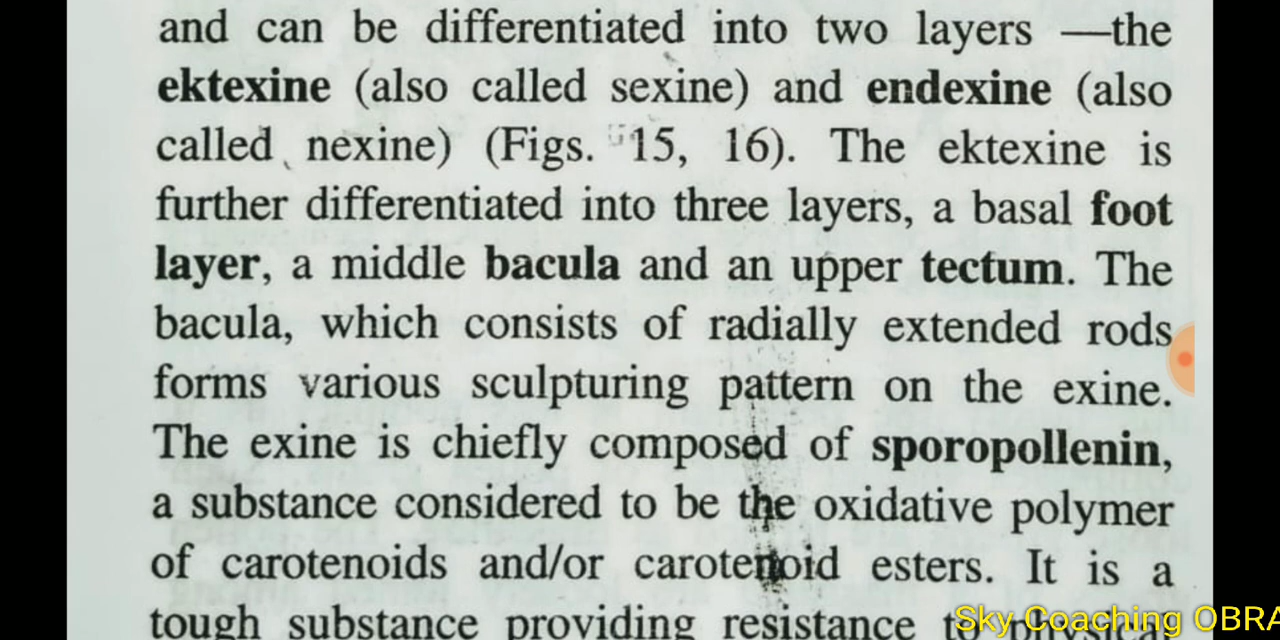 and can be differentiated into two layers —the
ektexine (also called sexine) and endexine (also
called nexine) (Figs. 15, 16). The ektexine is
further differentiated into three layers, a basal foot
layer, a middle bacula and an upper tectum. The
bacula, which consists of radially extended rods
forms various sculpturing pattern on the exine.
The exine is chiefly composed of sporopollenin,
a substance considered to be the oxidative polymer
of carotenoids and/or carotenoid esters. It is a
tough substance providing resistance to
Sky Coaching OBRA